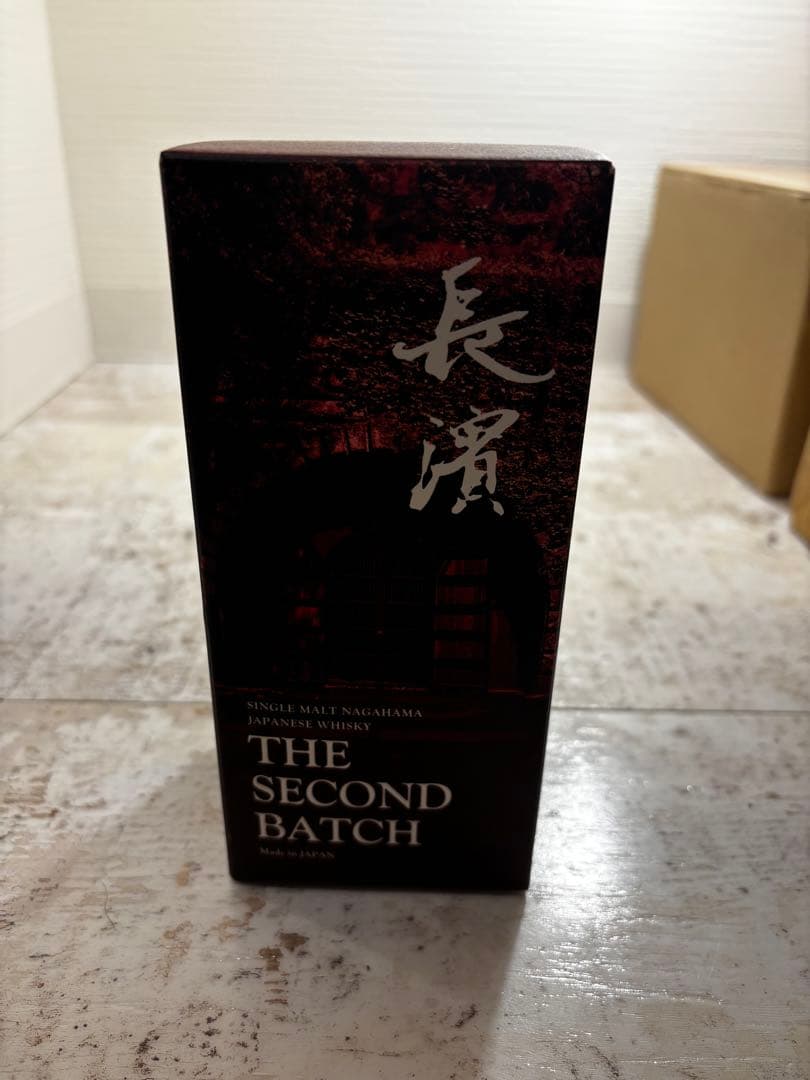 長濱
SINGLE MALT NAGAHAMA
JAPANESE WHISKY
THE
SECOND
BATCH
Made in JAPAN